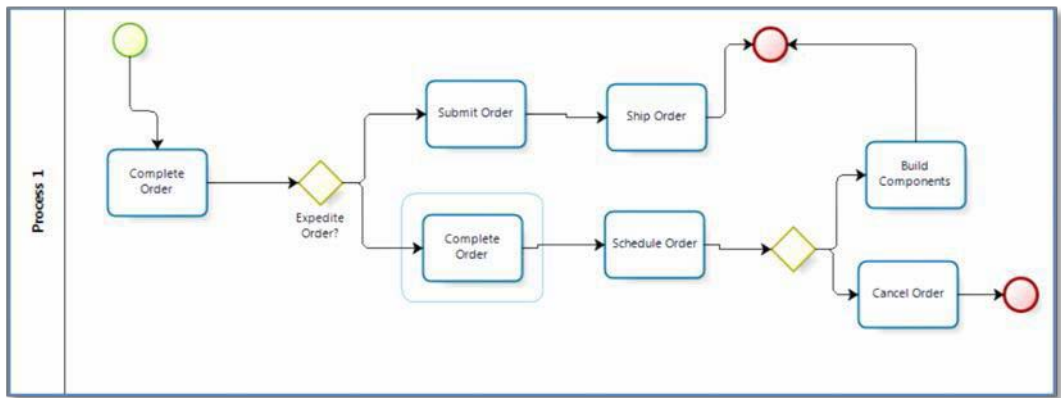 Process 1
Complete
Order
Expedite
Order?
Submit Order
Ship Order
Complete
Order
Schedule Order
Build
Components
Cancel Order